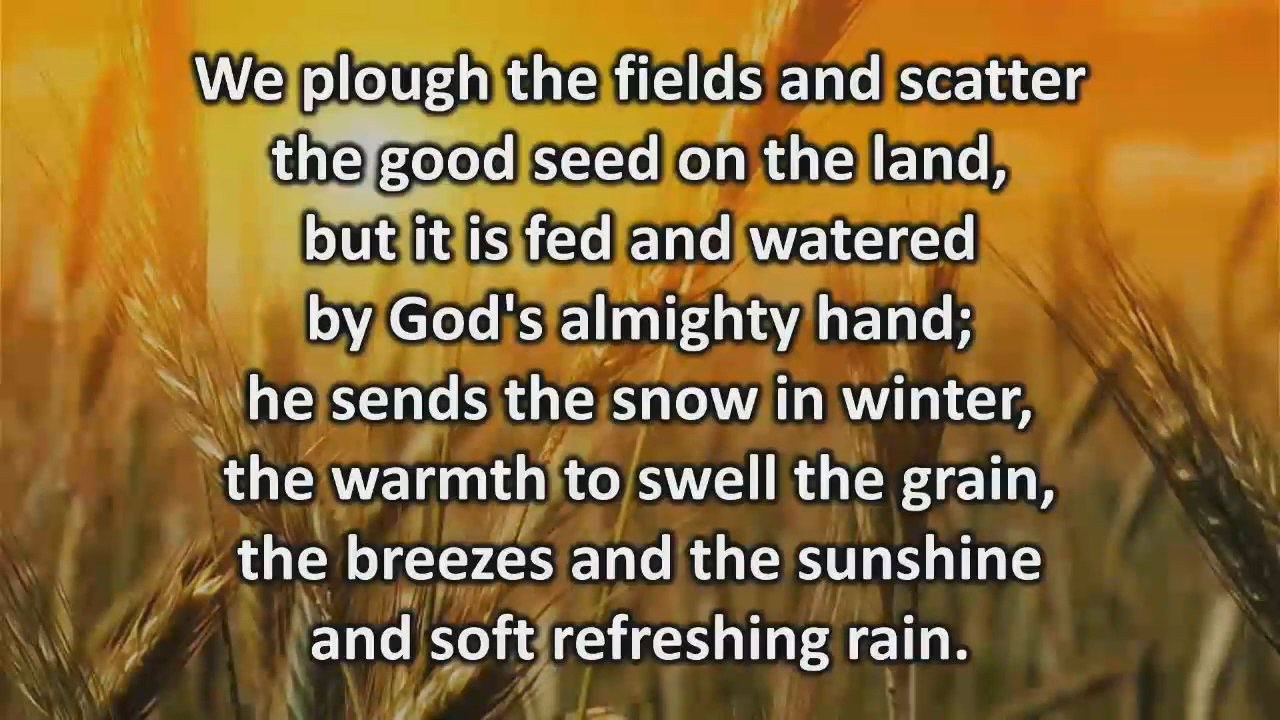 We plough the fields and scatter
the good seed on the land,
but it is fed and watered
by God's almighty hand;
he sends the snow in winter,
the warmth to swell the grain,
the breezes and the sunshine
and soft refreshing rain.